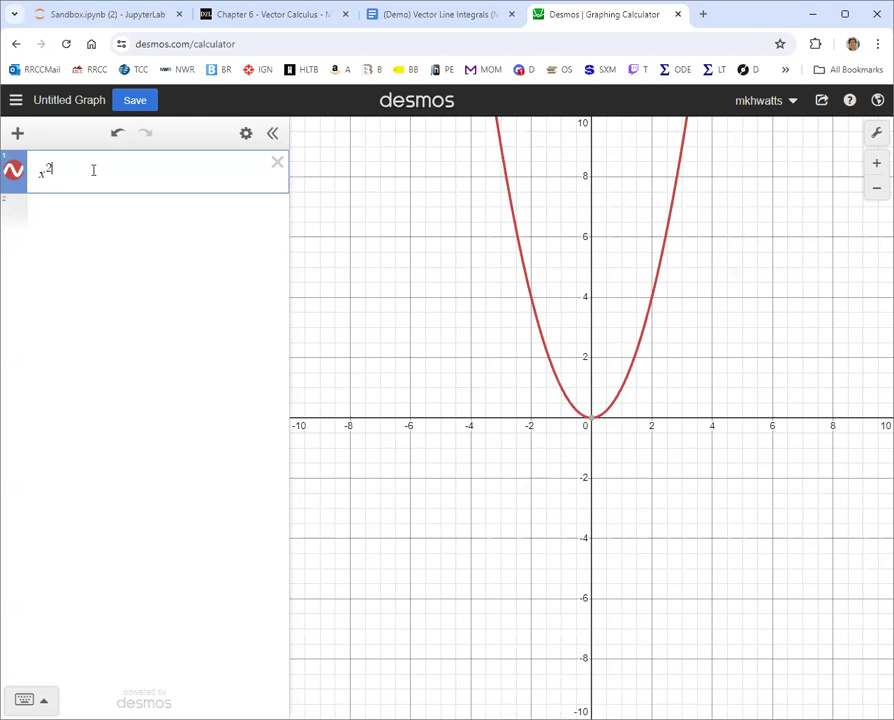 Sandbox.ipynb (2) - JupyterLab
Chapter 6 - Vector Calculus - M
(Demo) Vector Line Integrals (M
Desmos | Graphing Calculator
desmos.com/calculator
RRCCMail RRCC TCC NWR BR IGN HLTB A B BB PE MOM D OS SXM T ODE LT D All Bookmarks
Untitled Graph Save desmos mkhwatts
1
x²
2
10
8
6
4
2
-10 -8 -6 -4 -2 0 2 4 6 8 10
-2
-4
-6
-8
-10
powered by
desmos